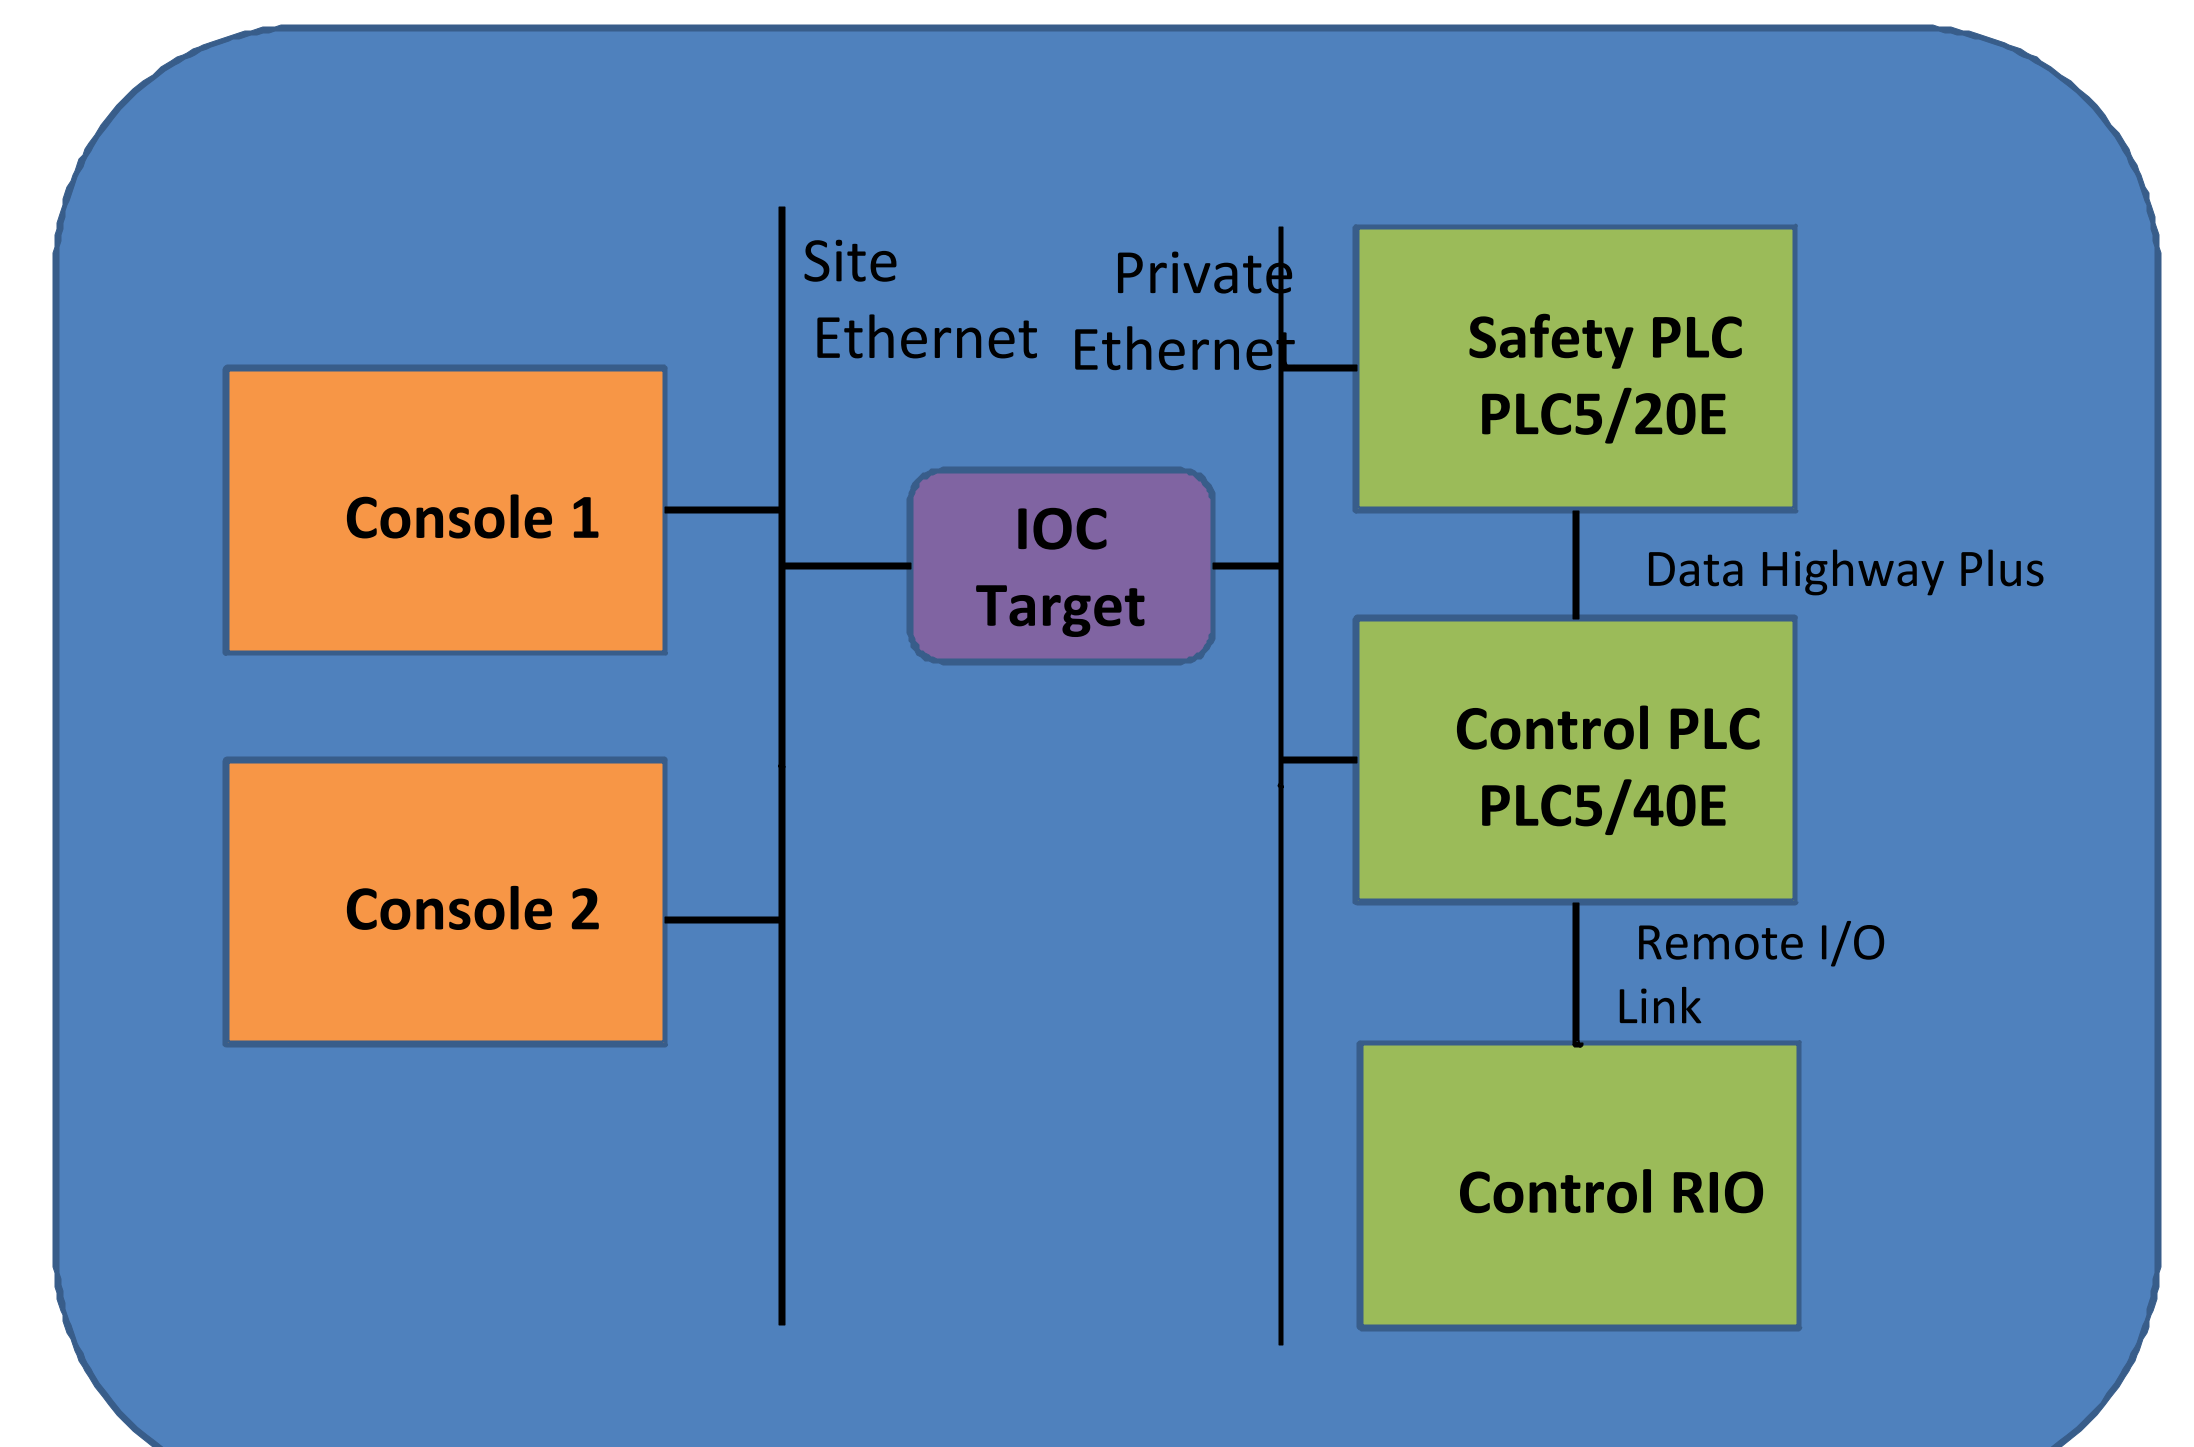 Site
Ethernet
Private
Ethernet
Safety PLC
PLC5/20E
Console 1
IOC
Target
Data Highway Plus
Control PLC
PLC5/40E
Console 2
Remote I/O
Link
Control RIO